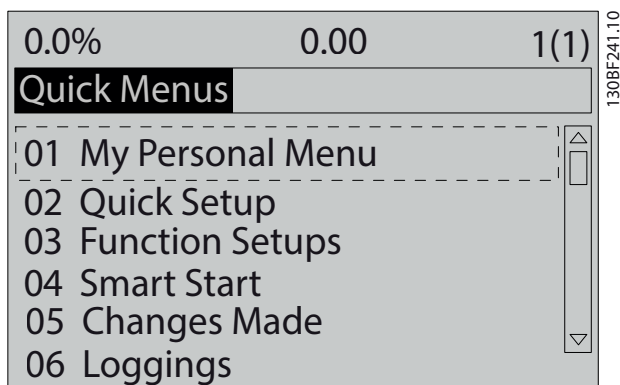 0.0% 0.00 1(1)
Quick Menus
01 My Personal Menu
02 Quick Setup
03 Function Setups
04 Smart Start
05 Changes Made
06 Loggings
130BF241.10